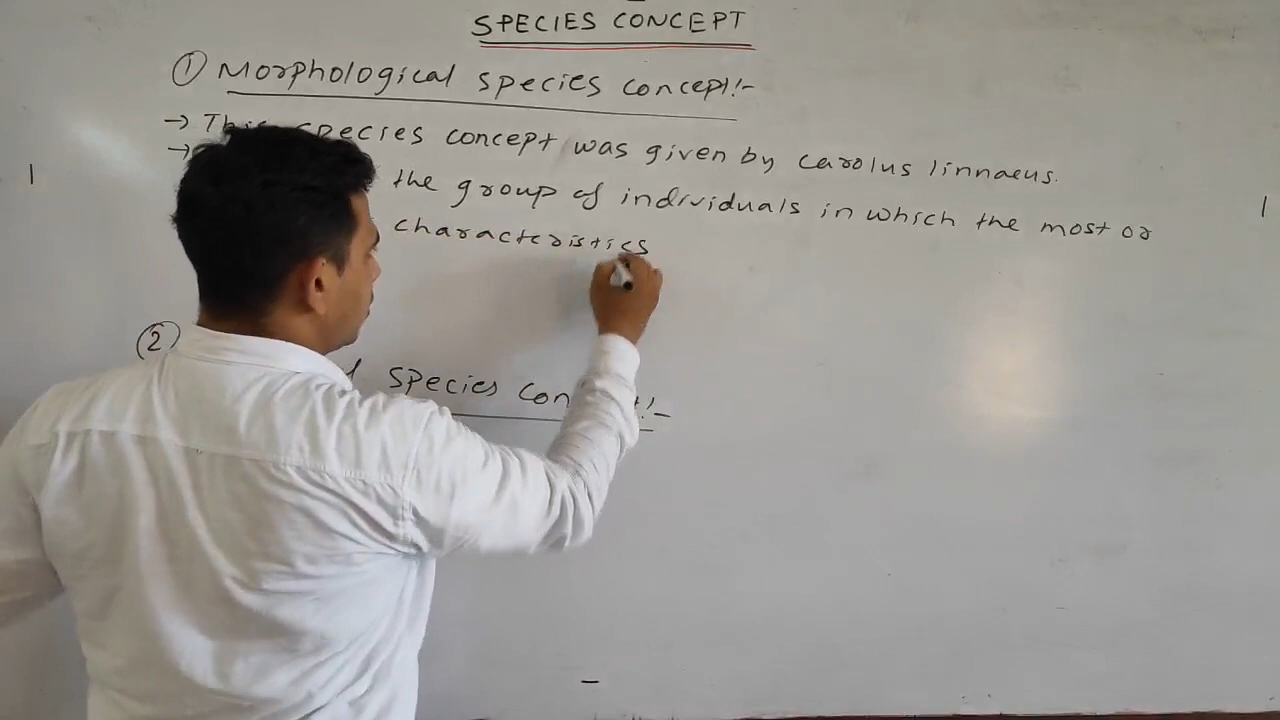 SPECIES CONCEPT
① Morphological species concept:-
→ This species concept was given by carolus linnaeus.
→ the group of individuals in which the most or
characteristics
② species con